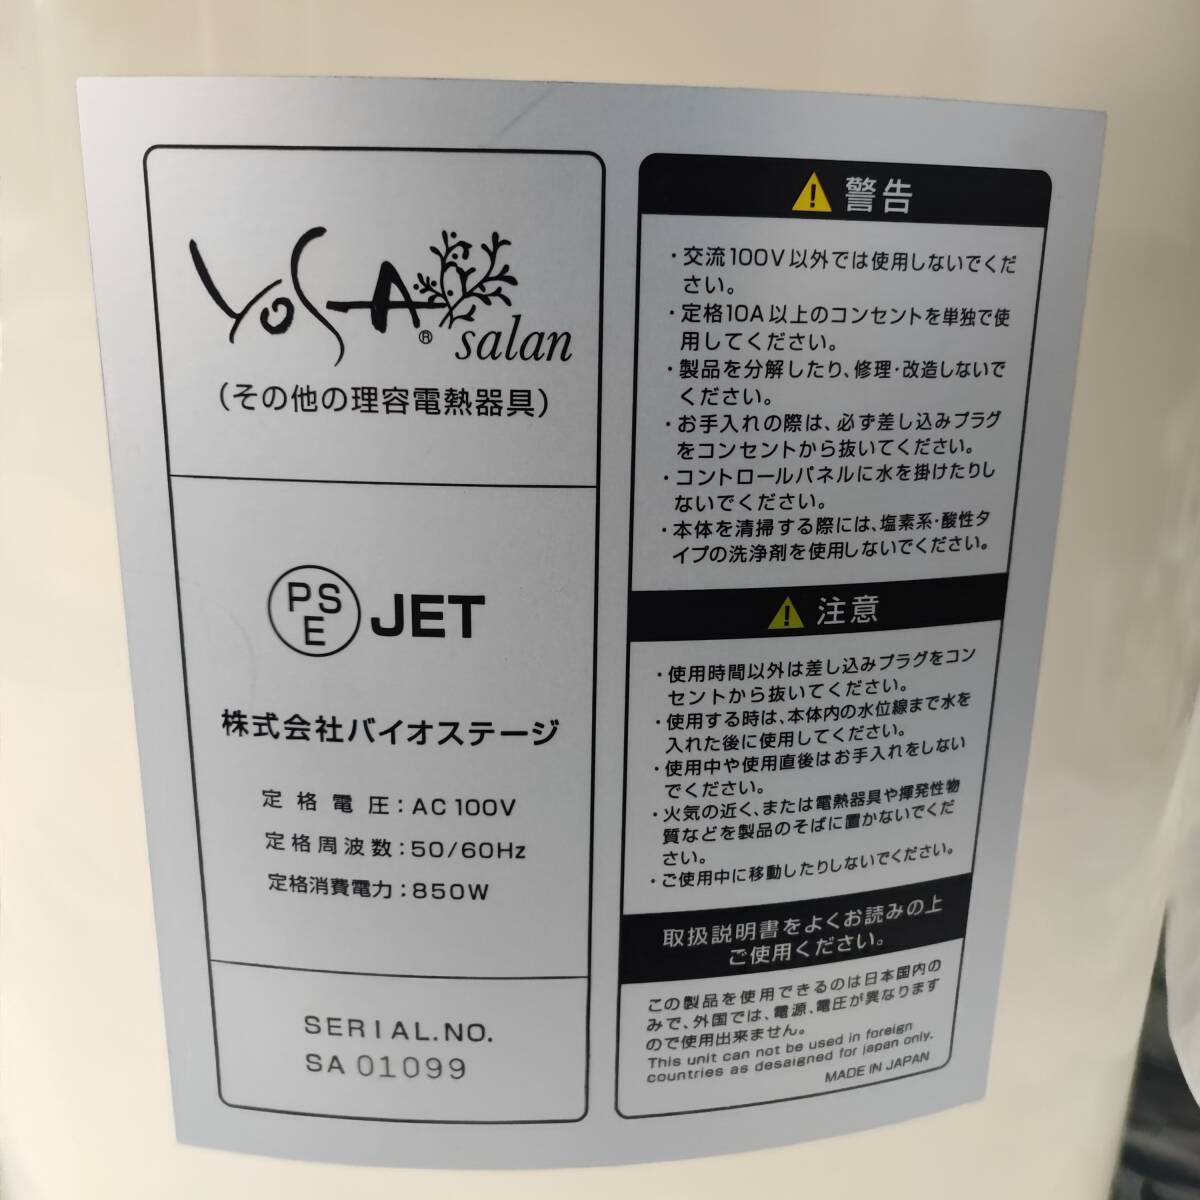 YOSA® salan
（その他の理容電熱器具）
PSE JET
株式会社バイオステージ
定格電圧：AC100V
定格周波数：50/60Hz
定格消費電力：850W
SERIAL.NO.
SA 01099
警告
・交流100V以外では使用しないでくだ
さい。
・定格10A以上のコンセントを単独で使
用してください。
・製品を分解したり、修理・改造しないで
ください。
・お手入れの際は、必ず差し込みプラグ
をコンセントから抜いてください。
・コントロールパネルに水を掛けたりし
ないでください。
・本体を清掃する際には、塩素系・酸性タ
イプの洗浄剤を使用しないでください。
注意
・使用時間以外は差し込みプラグをコン
セントから抜いてください。
・使用する時は、本体内の水位線まで水を
入れた後に使用してください。
・使用中や使用直後はお手入れをしない
でください。
・火気の近く、または電熱器具や揮発性物
質などを製品のそばに置かないでくだ
さい。
・ご使用中に移動したりしないでください。
取扱説明書をよくお読みの上
ご使用ください。
この製品を使用できるのは日本国内の
みで、外国では、電源、電圧が異なります
ので使用出来ません。
This unit can not be used in foreign
countries as desaigned for japan only.
MADE IN JAPAN